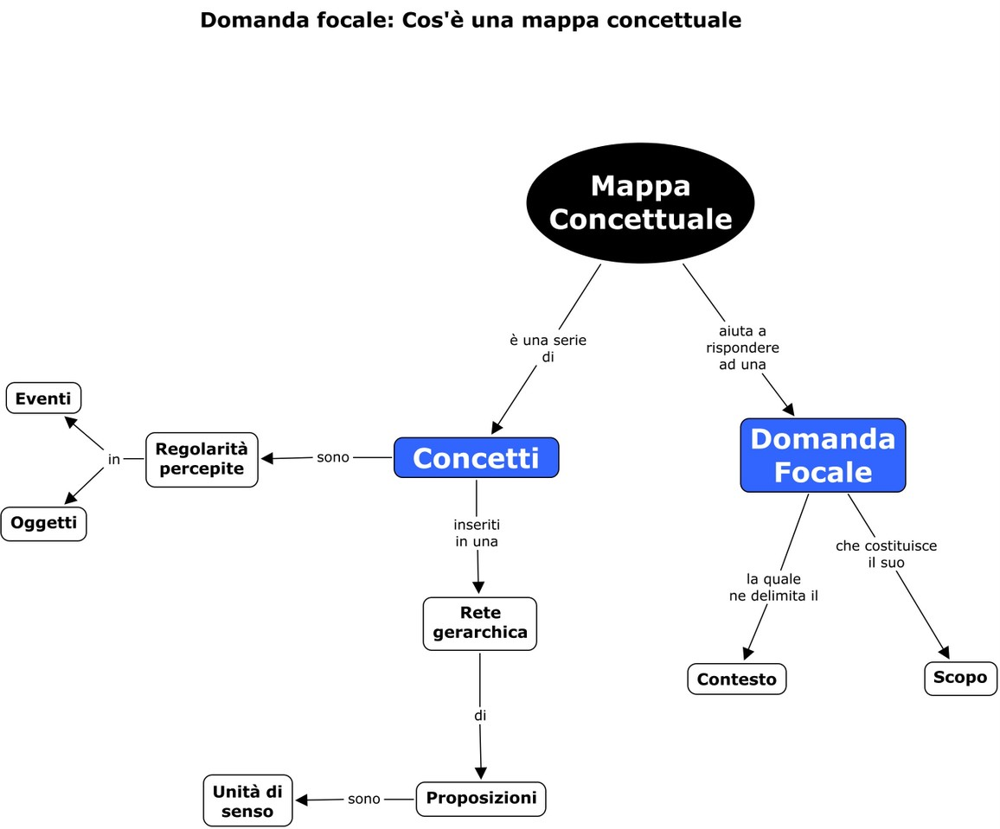 Domanda focale: Cos'è una mappa concettuale
Mappa
Concettuale
è una serie
di
aiuta a
rispondere
ad una
Concetti
Domanda
Focale
sono
Regolarità
percepite
in
Eventi
Oggetti
inseriti
in una
Rete
gerarchica
di
Proposizioni
sono
Unità di
senso
la quale
ne delimita il
Contesto
che costituisce
il suo
Scopo